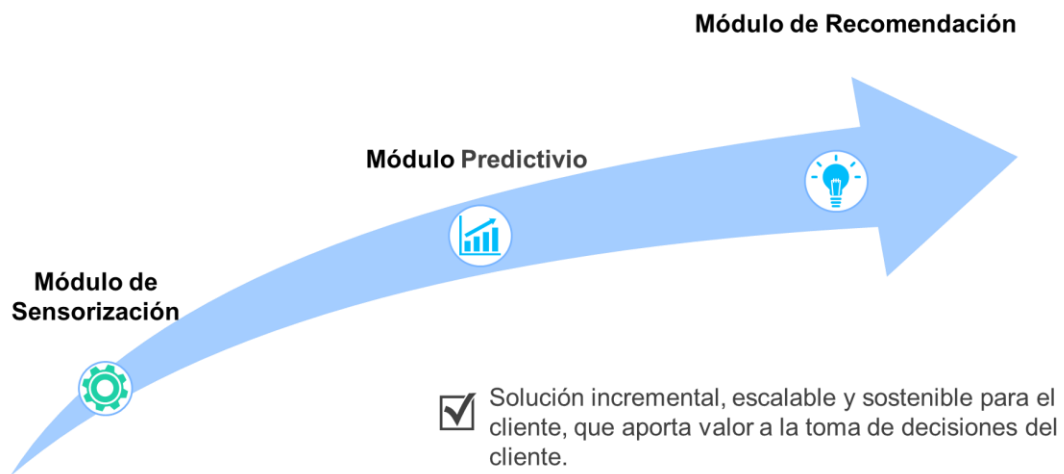 Módulo de Recomendación
Módulo Predictivio
Módulo de
Sensorización
Solución incremental, escalable y sostenible para el
cliente, que aporta valor a la toma de decisiones del
cliente.